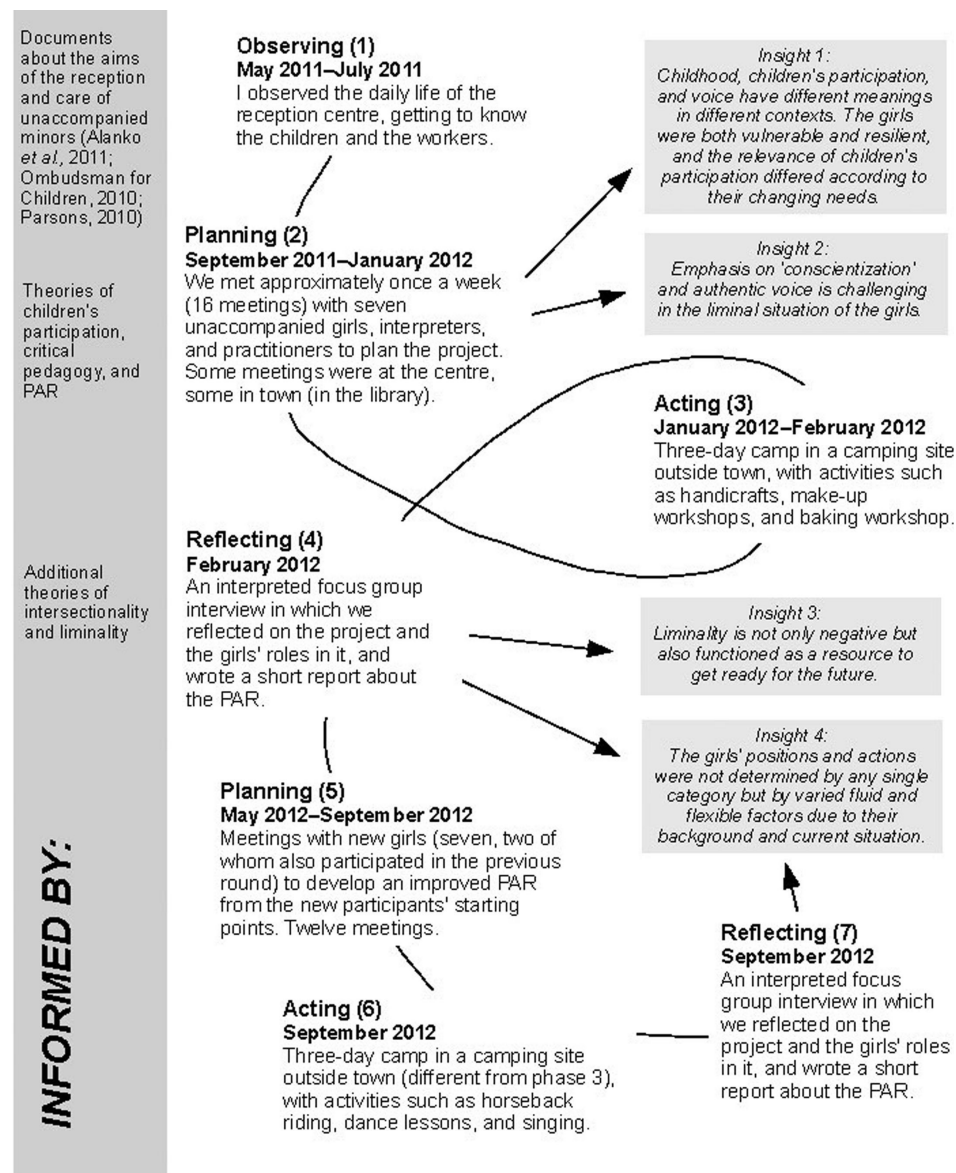 Documents
about the aims
of the reception
and care of
unaccompanied
minors (Alanko
et al, 2011;
Ombudsman for
Children, 2010;
Parsons, 2010)
Theories of
children's
participation,
critical
pedagogy, and
PAR
Additional
theories of
intersectionality
and liminality
INFORMED BY:
Observing (1)
May 2011–July 2011
I observed the daily life of the
reception centre, getting to know
the children and the workers.
Planning (2)
September 2011–January 2012
We met approximately once a week
(16 meetings) with seven
unaccompanied girls, interpreters,
and practitioners to plan the project.
Some meetings were at the centre,
some in town (in the library).
Insight 1:
Childhood, children's participation,
and voice have different meanings
in different contexts. The girls
were both vulnerable and resilient,
and the relevance of children's
participation differed according to
their changing needs.
Insight 2:
Emphasis on 'conscientization'
and authentic voice is challenging
in the liminal situation of the girls.
Acting (3)
January 2012–February 2012
Three-day camp in a camping site
outside town, with activities such
as handicrafts, make-up
workshops, and baking workshop.
Reflecting (4)
February 2012
An interpreted focus group
interview in which we
reflected on the project and
the girls' roles in it, and
wrote a short report about
the PAR.
Insight 3:
Liminality is not only negative but
also functioned as a resource to
get ready for the future.
Insight 4:
The girls' positions and actions
were not determined by any single
category but by varied fluid and
flexible factors due to their
background and current situation.
Planning (5)
May 2012–September 2012
Meetings with new girls (seven, two of
whom also participated in the previous
round) to develop an improved PAR
from the new participants' starting
points. Twelve meetings.
Acting (6)
September 2012
Three-day camp in a camping site
outside town (different from phase 3),
with activities such as horseback
riding, dance lessons, and singing.
Reflecting (7)
September 2012
An interpreted focus
group interview in which
we reflected on the
project and the girls' roles
in it, and wrote a short
report about the PAR.